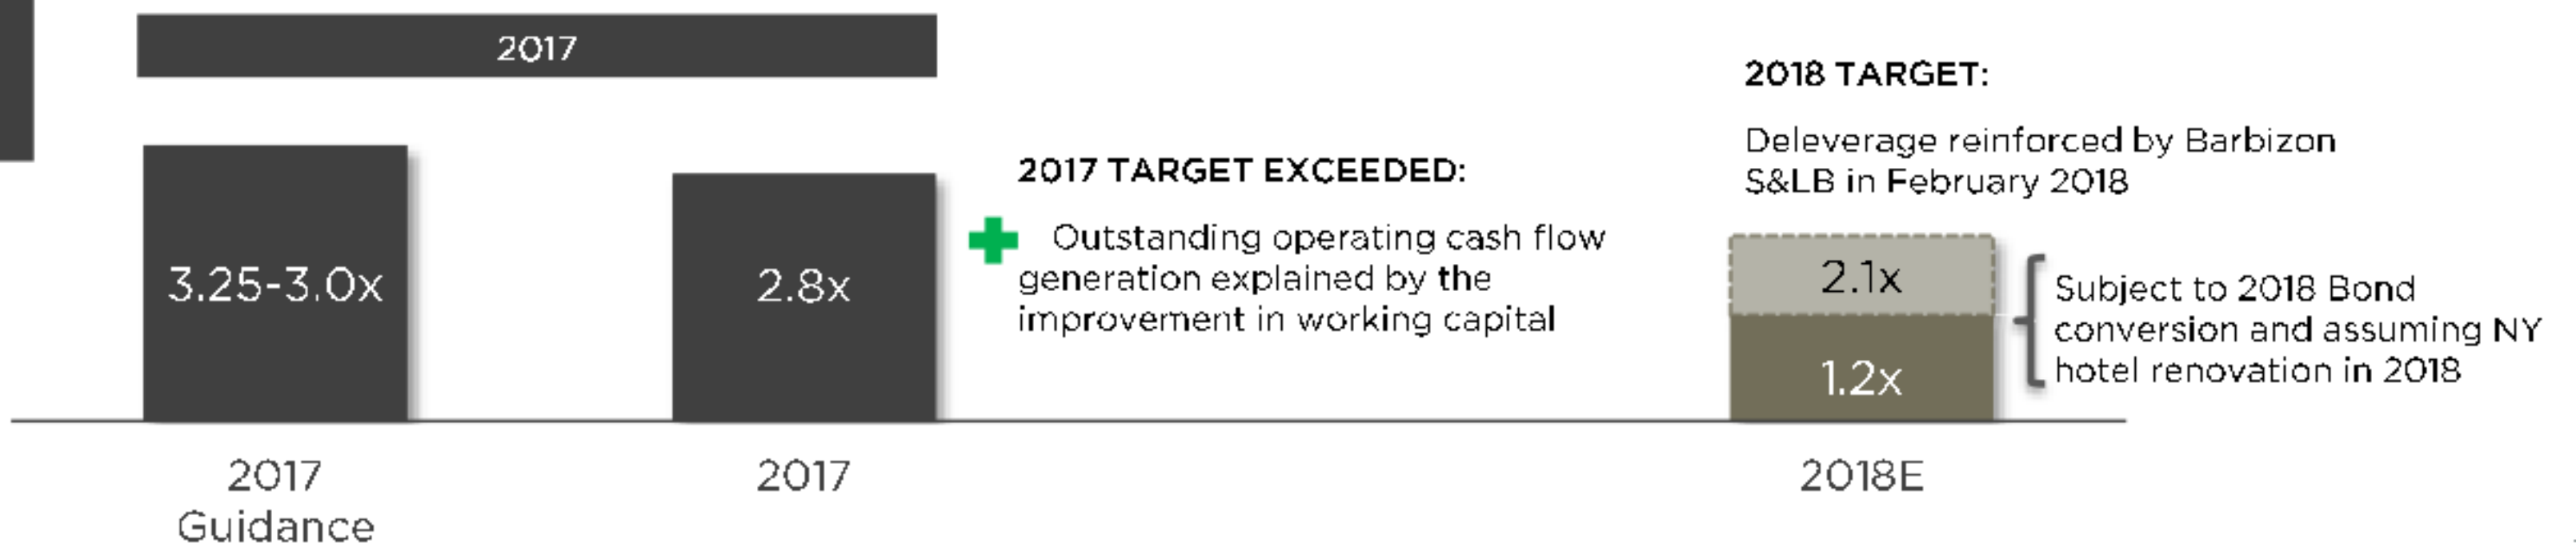 2017
3.25-3.0x
2017
Guidance
2.8x
2017
2017 TARGET EXCEEDED:
Outstanding operating cash flow
generation explained by the
improvement in working capital
2018 TARGET:
Deleverage reinforced by Barbizon
S&LB in February 2018
2.1x
1.2x
2018E
Subject to 2018 Bond
conversion and assuming NY
hotel renovation in 2018